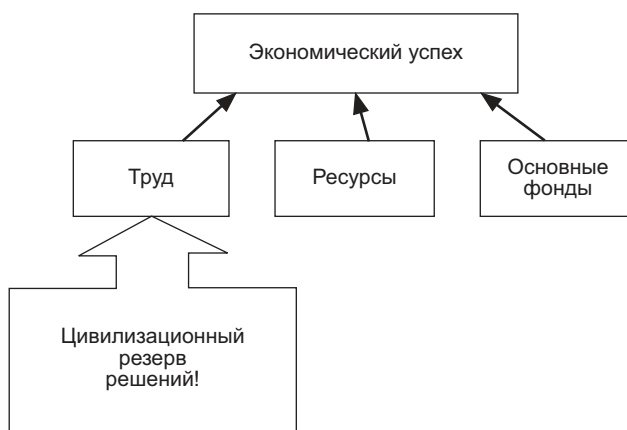 Экономический успех
Труд
Ресурсы
Основные
фонды
Цивилизационный
резерв
решений!